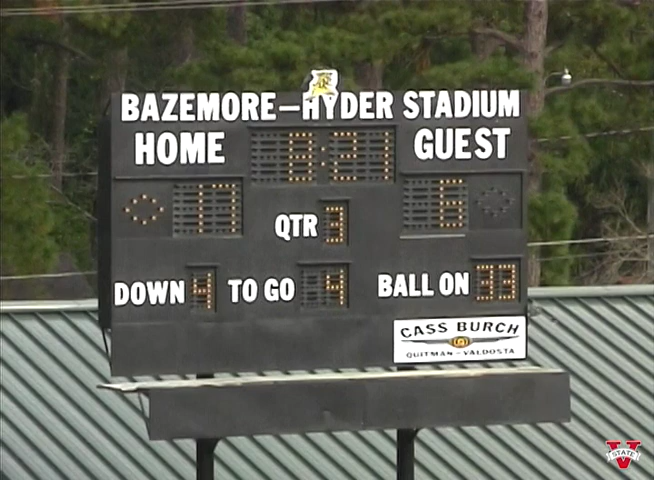 BAZEMORE-HYDER STADIUM
HOME 8:21 GUEST
17 QTR 3 6
DOWN 4 TO GO 4 BALL ON 33
CASS BURCH
QUITMAN - VALDOSTA
V STATE